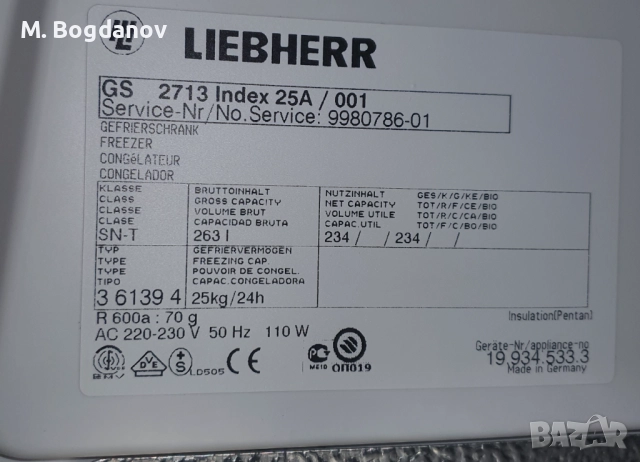 M. Bogdanov
LIEBHERR
GS 2713 Index 25A / 001
Service-Nr/No.Service: 9980786-01
GEFRIERSCHRANK
FREEZER
CONGéLATEUR
CONGELADOR
KLASSE BRUTTOINHALT NUTZINHALT GES/K/G/KE/BIO
CLASS GROSS CAPACITY NET CAPACITY TOT/R/F/CE/BIO
CLASSE VOLUME BRUT VOLUME UTILE TOT/R/C/CA/BIO
CLASE CAPACIDAD BRUTA CAPAC.UTIL TOT/F/C/BO/BIO
SN-T 263 l 234 / / 234 / /
TYP GEFRIERVERMÖGEN
TYPE FREEZING CAP.
TYPE POUVOIR DE CONGEL.
TIPO CAPAC.CONGELADORA
3 6139 4 25kg/24h
R 600a : 70 g Insulation(Pentan)
AC 220-230 V 50 Hz 110 W
Geräte-Nr/appliance-no
19.934.533.3
Made in Germany
EMV DVE S LD505 CE МЕ10 ОП019
bazar